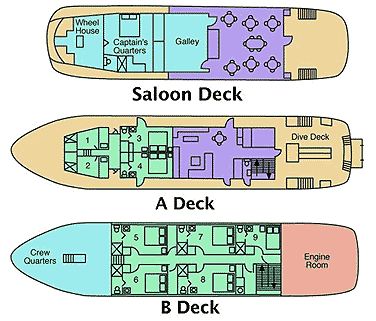 Wheel
House
Captain's
Quarters
Galley
Saloon Deck
1
2
3
4
Dive Deck
A Deck
Crew
Quarters
5
6
7
8
9
Engine
Room
B Deck